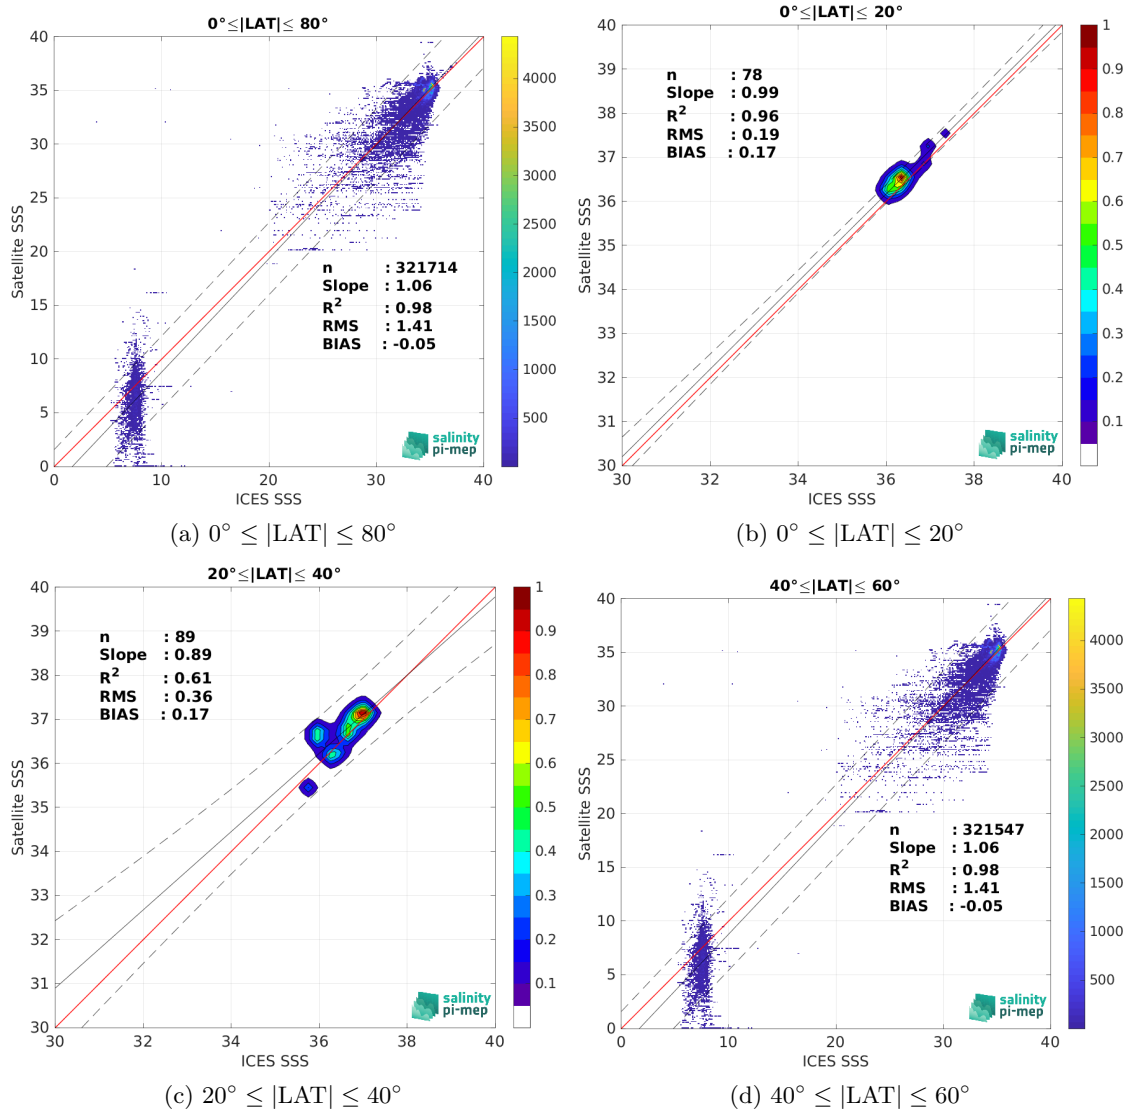 0°≤|LAT|≤ 80°
40
35
30
25
20
15
10
5
0
0
10
20
30
40
Satellite SSS
ICES SSS
n : 321714
Slope : 1.06
R² : 0.98
RMS : 1.41
BIAS : -0.05
4000
3500
3000
2500
2000
1500
1000
500
salinity
pi-mep
(a) 0° ≤ |LAT| ≤ 80°
0°≤|LAT|≤ 20°
40
39
38
37
36
35
34
33
32
31
30
30
32
34
36
38
40
Satellite SSS
ICES SSS
n : 78
Slope : 0.99
R² : 0.96
RMS : 0.19
BIAS : 0.17
1
0.9
0.8
0.7
0.6
0.5
0.4
0.3
0.2
0.1
salinity
pi-mep
(b) 0° ≤ |LAT| ≤ 20°
20°≤|LAT|≤ 40°
40
39
38
37
36
35
34
33
32
31
30
30
32
34
36
38
40
Satellite SSS
ICES SSS
n : 89
Slope : 0.89
R² : 0.61
RMS : 0.36
BIAS : 0.17
1
0.9
0.8
0.7
0.6
0.5
0.4
0.3
0.2
0.1
salinity
pi-mep
(c) 20° ≤ |LAT| ≤ 40°
40°≤|LAT|≤ 60°
40
35
30
25
20
15
10
5
0
0
10
20
30
40
Satellite SSS
ICES SSS
n : 321547
Slope : 1.06
R² : 0.98
RMS : 1.41
BIAS : -0.05
4000
3500
3000
2500
2000
1500
1000
500
salinity
pi-mep
(d) 40° ≤ |LAT| ≤ 60°